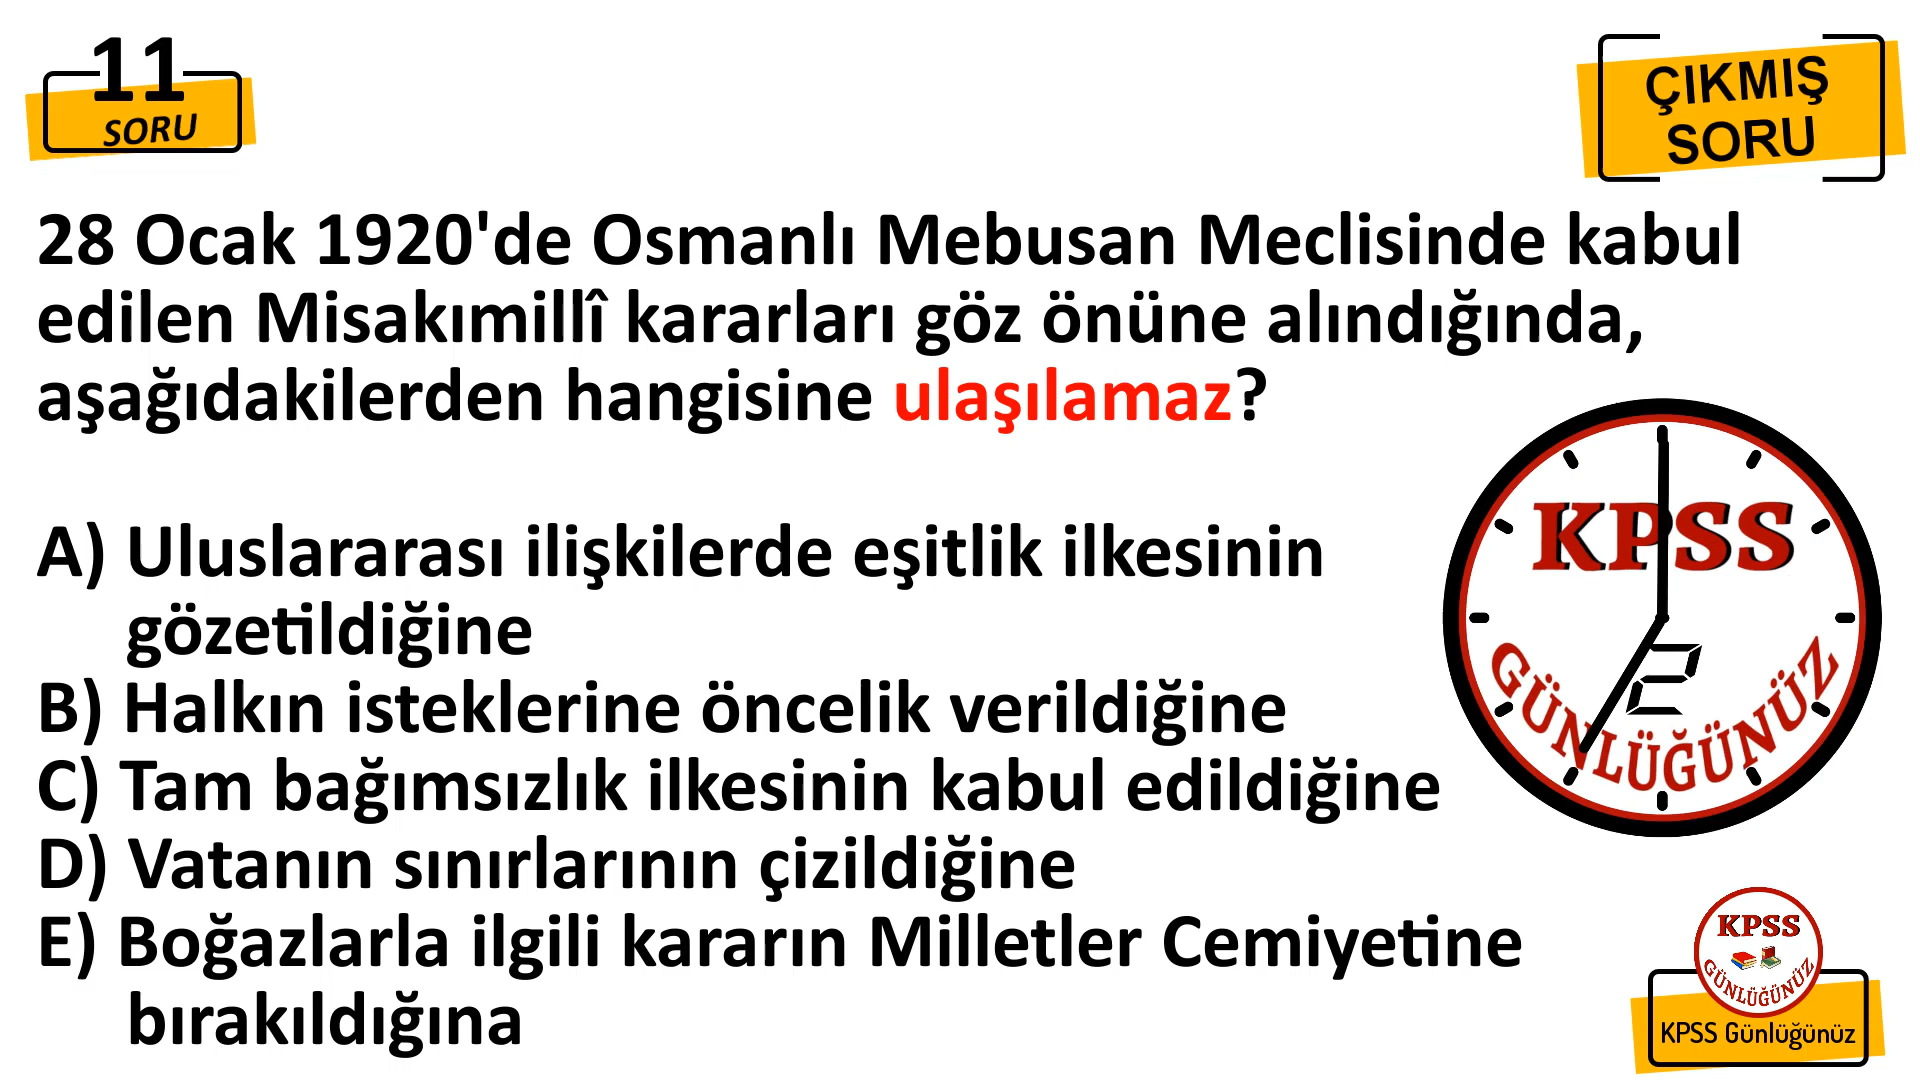 11
SORU
ÇIKMIŞ
SORU
28 Ocak 1920'de Osmanlı Mebusan Meclisinde kabul
edilen Misakımillî kararları göz önüne alındığında,
aşağıdakilerden hangisine ulaşılamaz?
A) Uluslararası ilişkilerde eşitlik ilkesinin
gözetildiğine
B) Halkın isteklerine öncelik verildiğine
C) Tam bağımsızlık ilkesinin kabul edildiğine
D) Vatanın sınırlarının çizildiğine
E) Boğazlarla ilgili kararın Milletler Cemiyetine
bırakıldığına
KPSS
2
GÜNLÜĞÜNÜZ
KPSS
GÜNLÜĞÜNÜZ
KPSS Günlüğünüz